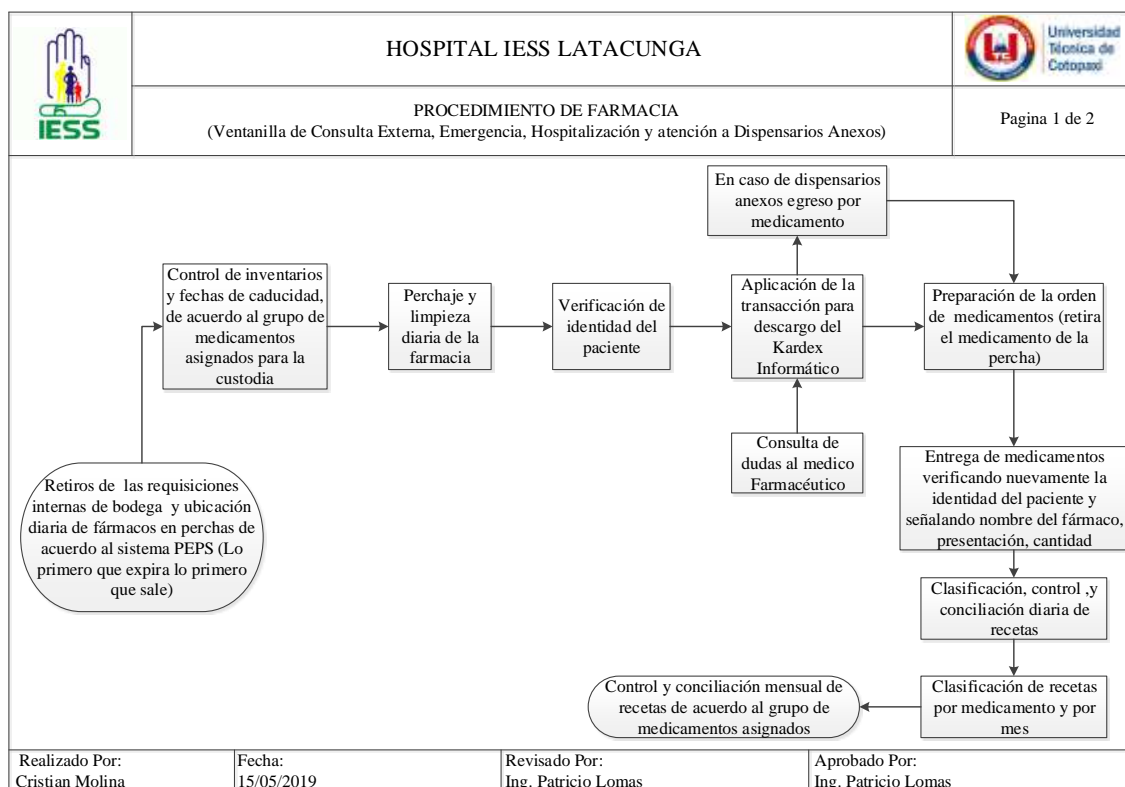 IESS
HOSPITAL IESS LATACUNGA
Universidad
Técnica de
Cotopaxi
PROCEDIMIENTO DE FARMACIA
(Ventanilla de Consulta Externa, Emergencia, Hospitalización y atención a Dispensarios Anexos)
Pagina 1 de 2
En caso de dispensarios
anexos egreso por
medicamento
Control de inventarios
y fechas de caducidad,
de acuerdo al grupo de
medicamentos
asignados para la
custodia
Perchaje y
limpieza
diaria de la
farmacia
Verificación de
identidad del
paciente
Aplicación de la
transacción para
descargo del
Kardex
Informático
Preparación de la orden
de medicamentos (retira
el medicamento de la
percha)
Consulta de
dudas al medico
Farmacéutico
Retiros de las requisiciones
internas de bodega y ubicación
diaria de fármacos en perchas de
acuerdo al sistema PEPS (Lo
primero que expira lo primero
que sale)
Entrega de medicamentos
verificando nuevamente la
identidad del paciente y
señalando nombre del fármaco,
presentación, cantidad
Clasificación, control ,y
conciliación diaria de
recetas
Clasificación de recetas
por medicamento y por
mes
Control y conciliación mensual de
recetas de acuerdo al grupo de
medicamentos asignados
Realizado Por:
Cristian Molina
Fecha:
15/05/2019
Revisado Por:
Ing. Patricio Lomas
Aprobado Por:
Ing. Patricio Lomas